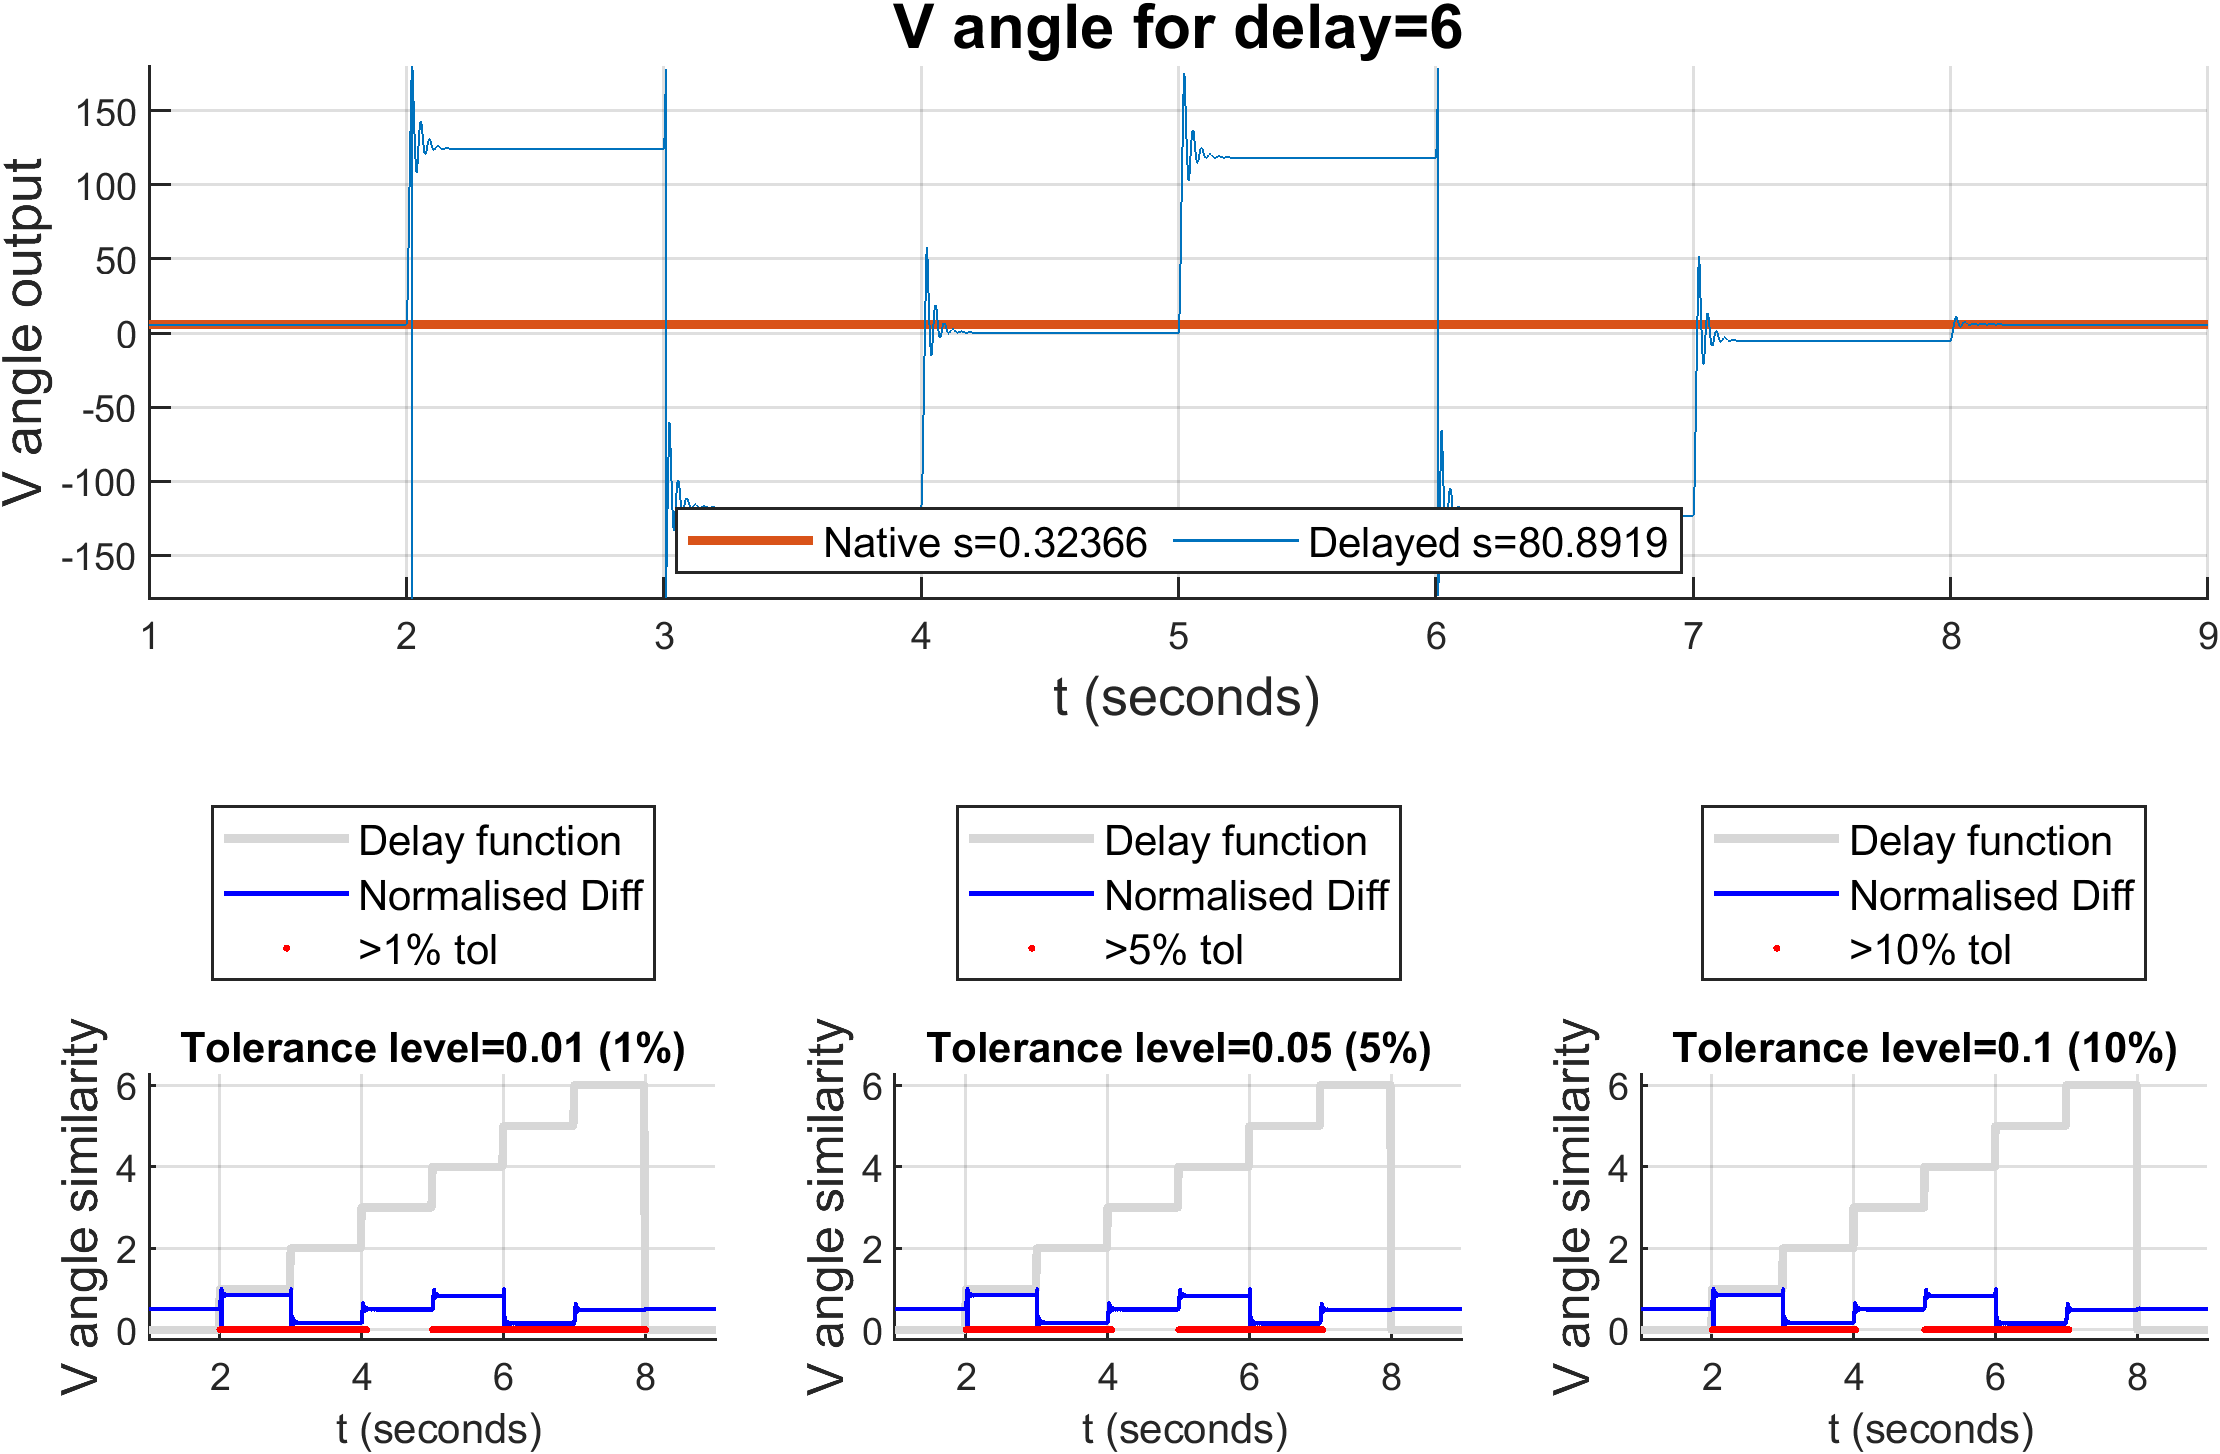 V angle for delay=6
V angle output
150
100
50
0
-50
-100
-150
Native s=0.32366
Delayed s=80.8919
1 2 3 4 5 6 7 8 9
t (seconds)
Delay function
Normalised Diff
>1% tol
Delay function
Normalised Diff
>5% tol
Delay function
Normalised Diff
>10% tol
Tolerance level=0.01 (1%)
V angle similarity
6
4
2
0
2 4 6 8
t (seconds)
Tolerance level=0.05 (5%)
V angle similarity
6
4
2
0
2 4 6 8
t (seconds)
Tolerance level=0.1 (10%)
V angle similarity
6
4
2
0
2 4 6 8
t (seconds)